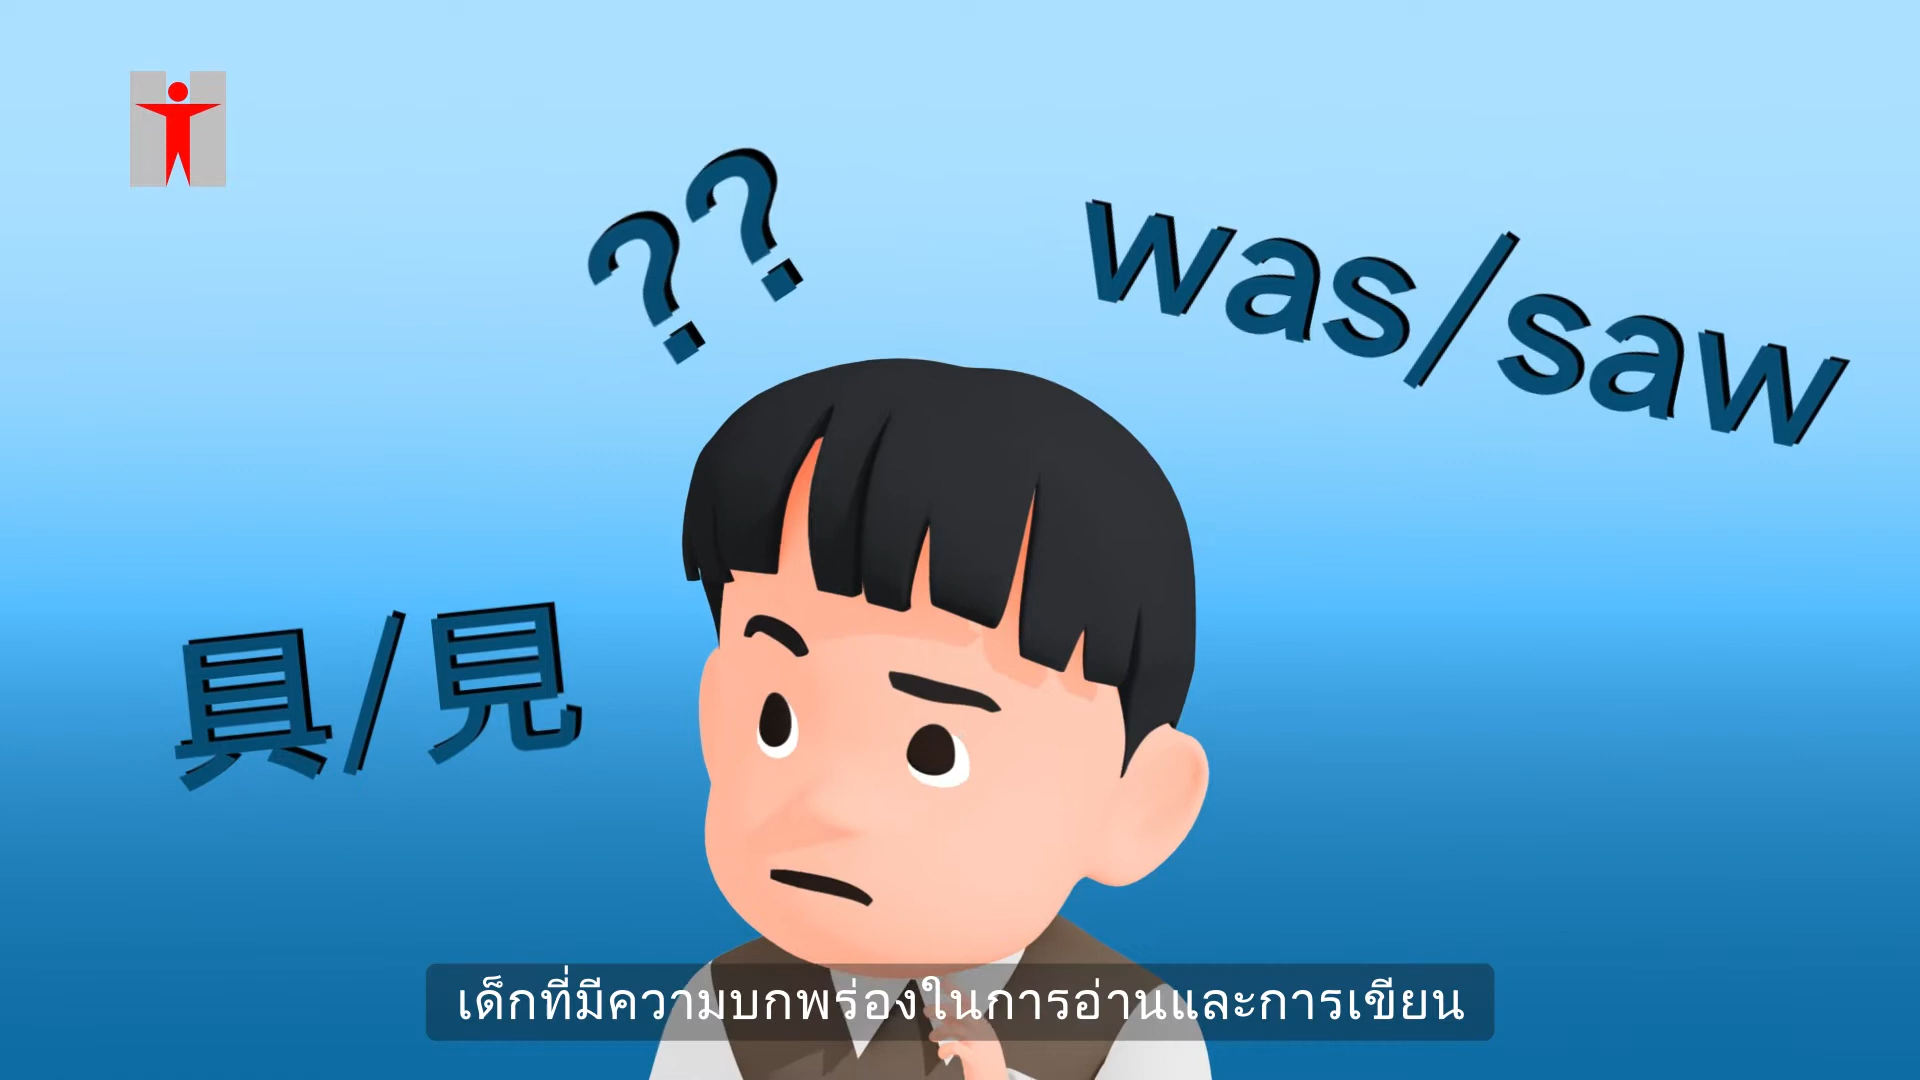 ??
was/saw
具/見
เด็กที่มีความบกพร่องในการอ่านและการเขียน